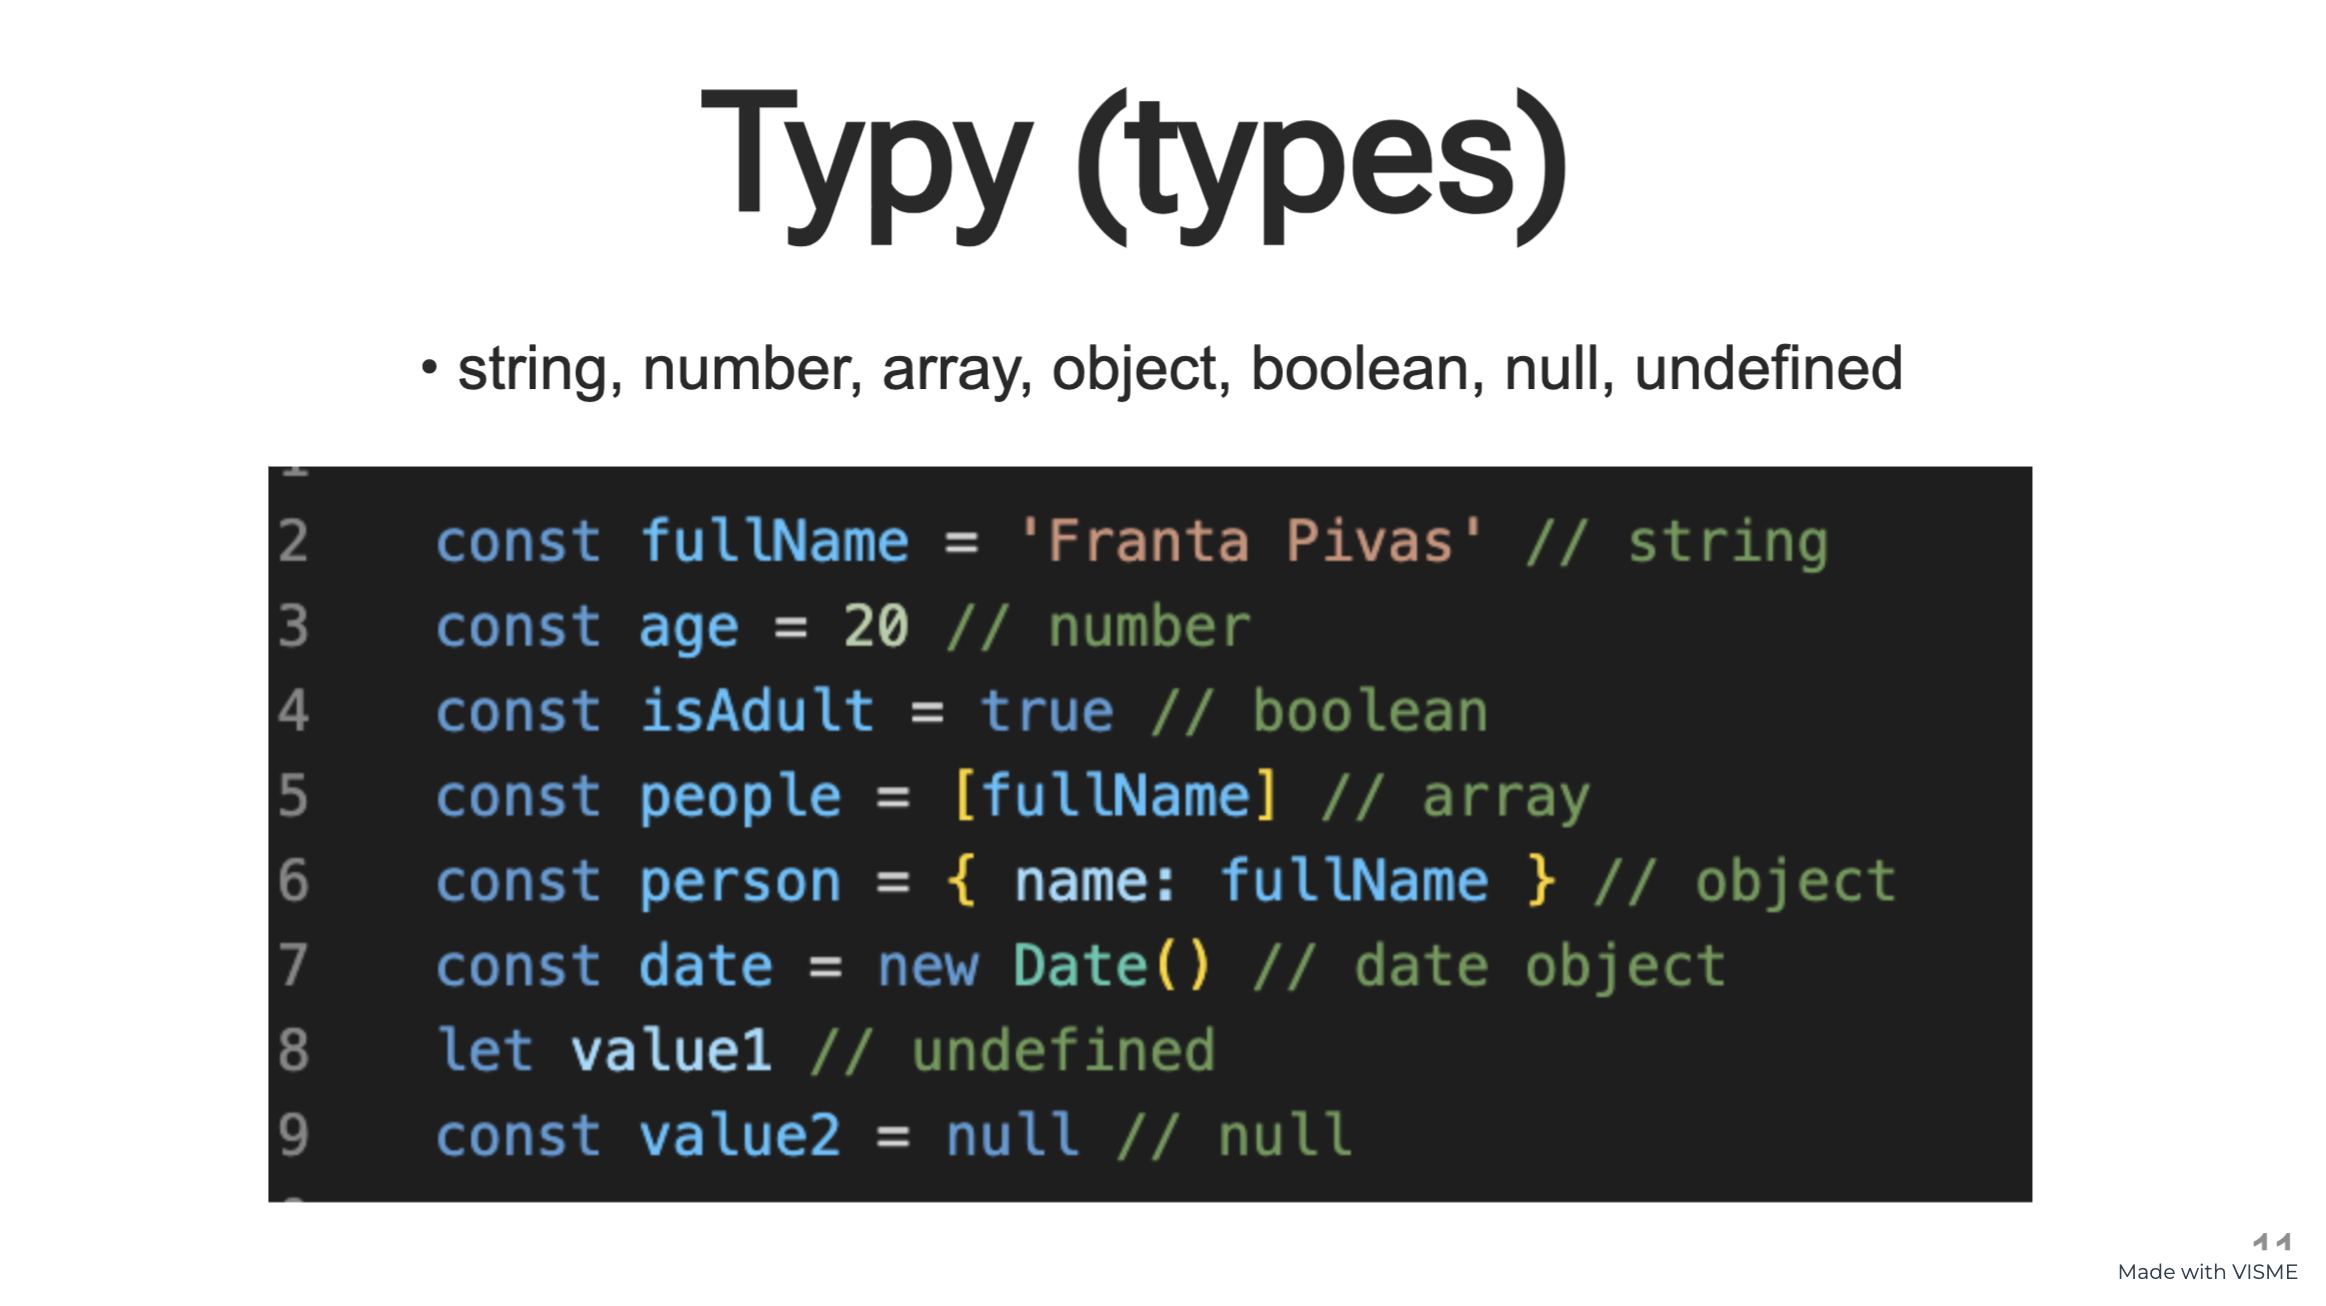 Typy (types)
• string, number, array, object, boolean, null, undefined
2 const fullName = 'Franta Pivas' // string
3 const age = 20 // number
4 const isAdult = true // boolean
5 const people = [fullName] // array
6 const person = { name: fullName } // object
7 const date = new Date() // date object
8 let value1 // undefined
9 const value2 = null // null
11
Made with VISME